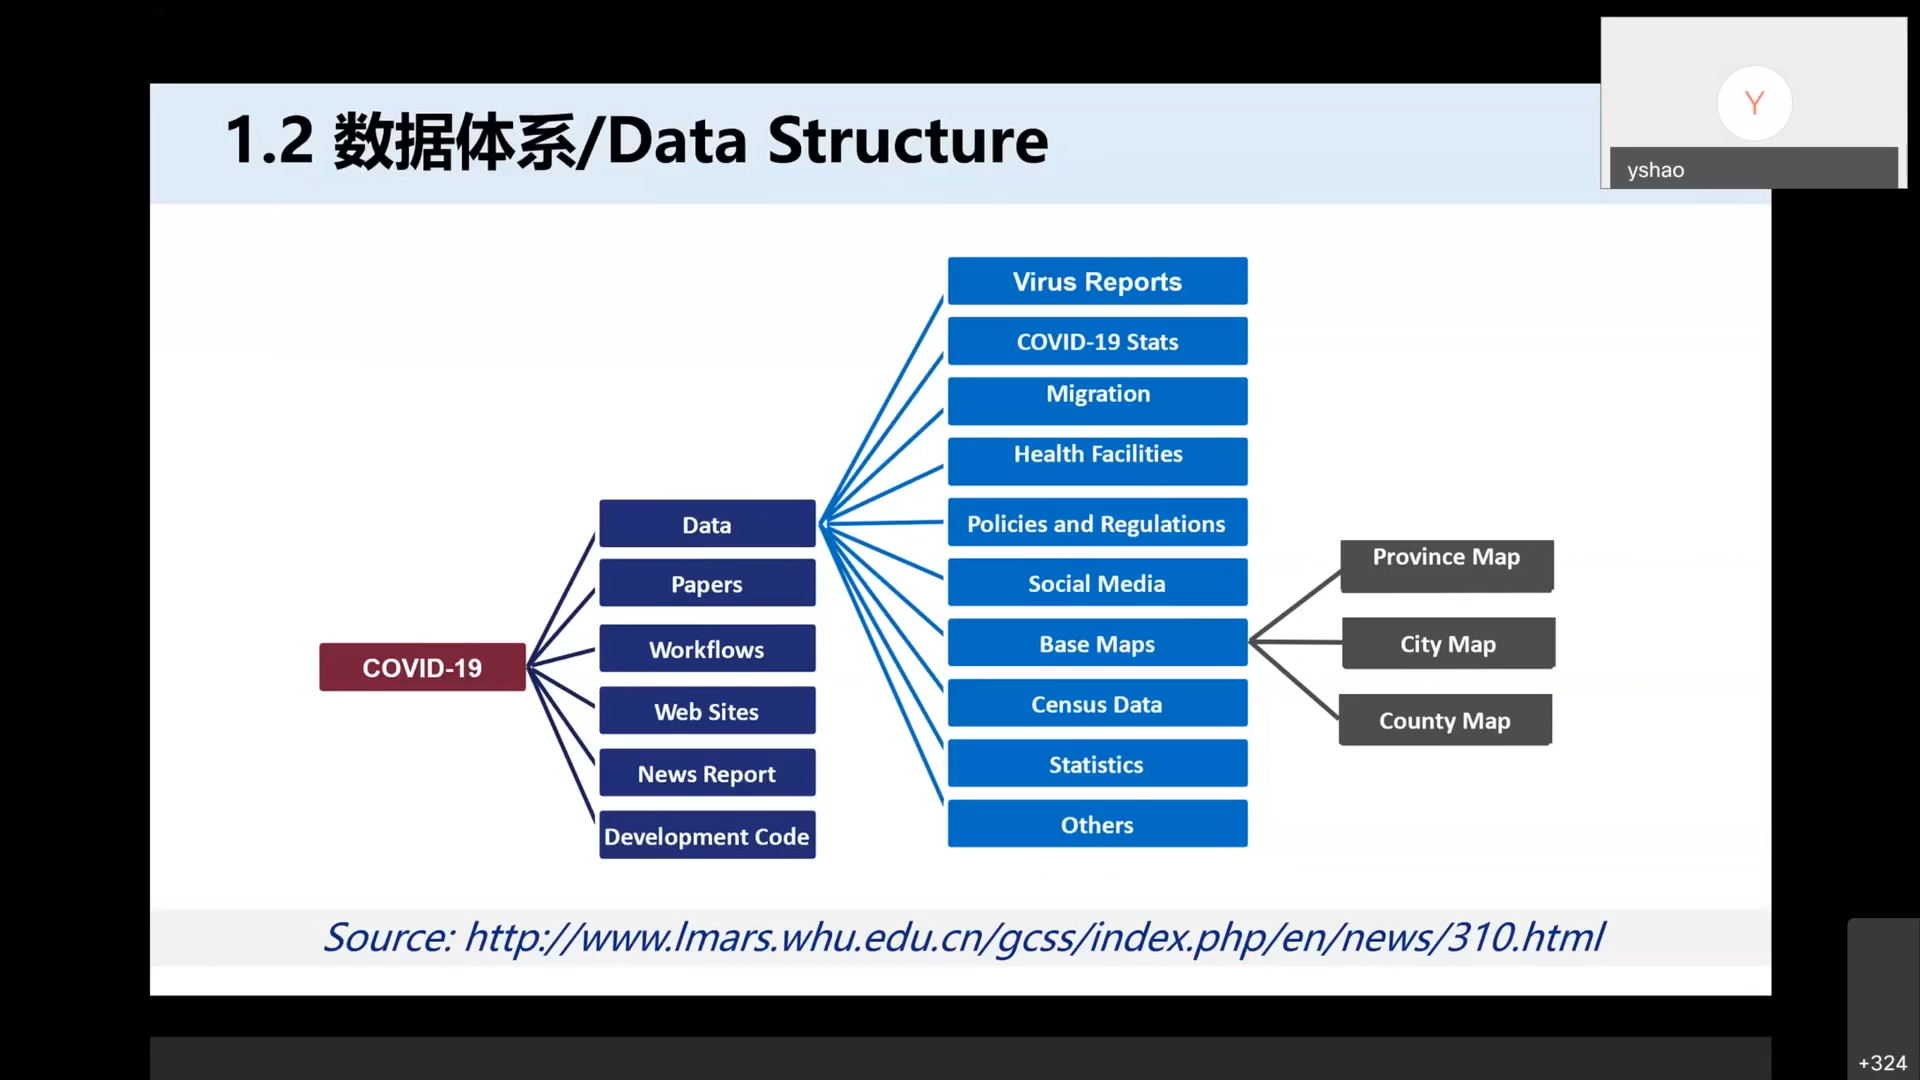 1.2 数据体系/Data Structure
Y
yshao
COVID-19
Data
Papers
Workflows
Web Sites
News Report
Development Code
Virus Reports
COVID-19 Stats
Migration
Health Facilities
Policies and Regulations
Social Media
Base Maps
Census Data
Statistics
Others
Province Map
City Map
County Map
Source: http://www.lmars.whu.edu.cn/gcss/index.php/en/news/310.html
+324